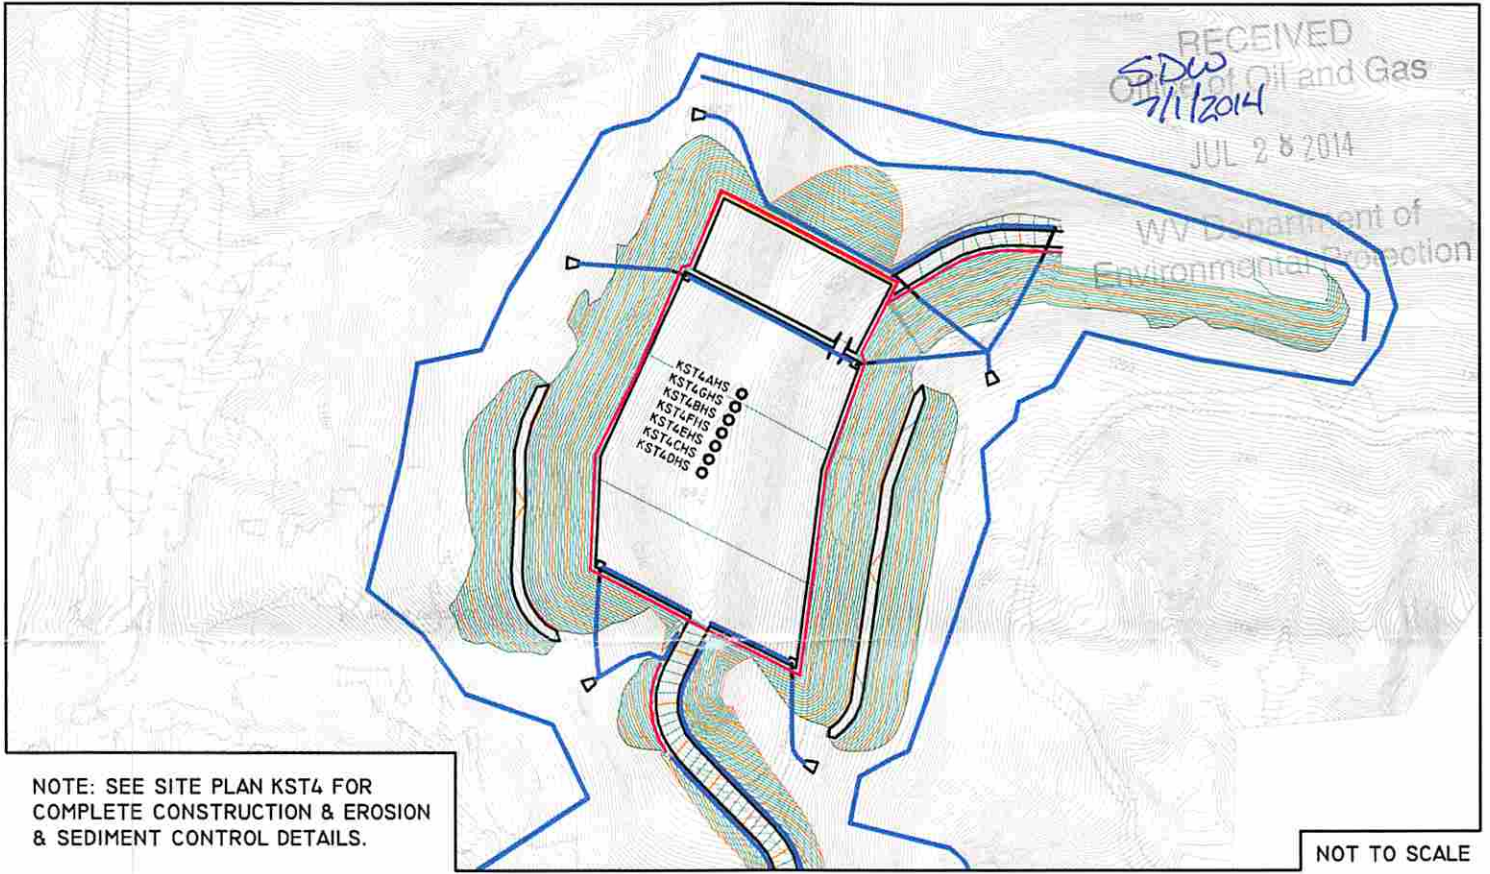 RECEIVED
Office of Oil and Gas
SDW
7/1/2014
JUL 28 2014
WV Department of
Environmental Protection
KST4AHS
KST4GHS
KST4BHS
KST4FHS
KST4EHS
KST4CHS
KST4DHS
NOTE: SEE SITE PLAN KST4 FOR
COMPLETE CONSTRUCTION & EROSION
& SEDIMENT CONTROL DETAILS.
NOT TO SCALE